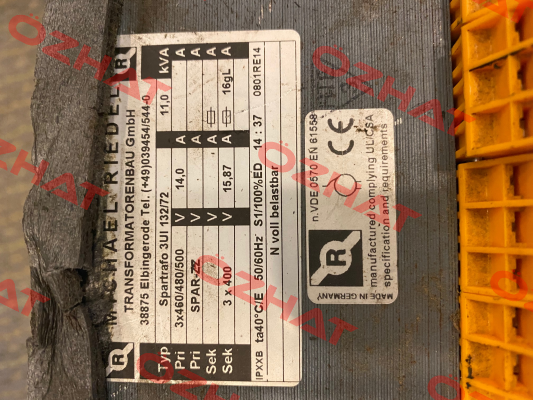 MICHAEL RIEDEL
TRANSFORMATORENBAU GmbH
38875 Elbingerode Tel. (+49)039454/544-0
Typ Spartrafo 3UI 132/72 11,0 kVA
Pri 3x460/480/500 V 14,0 A A
Pri SPAR-ZZ V A A
Sek V A A
Sek 3 x 400 V 15,87 A 16gL A
IPXXB ta40°C/E 50/60Hz S1/100%ED 14 : 37 0801RE14
N voll belastbar
n.VDE 0570 EN 61558
CE
R
manufactured complying UL/CSA
specification and requirements
MADE IN GERMANY
OZHAT
OZHAT
OZHAT
OZHAT
OZHAT